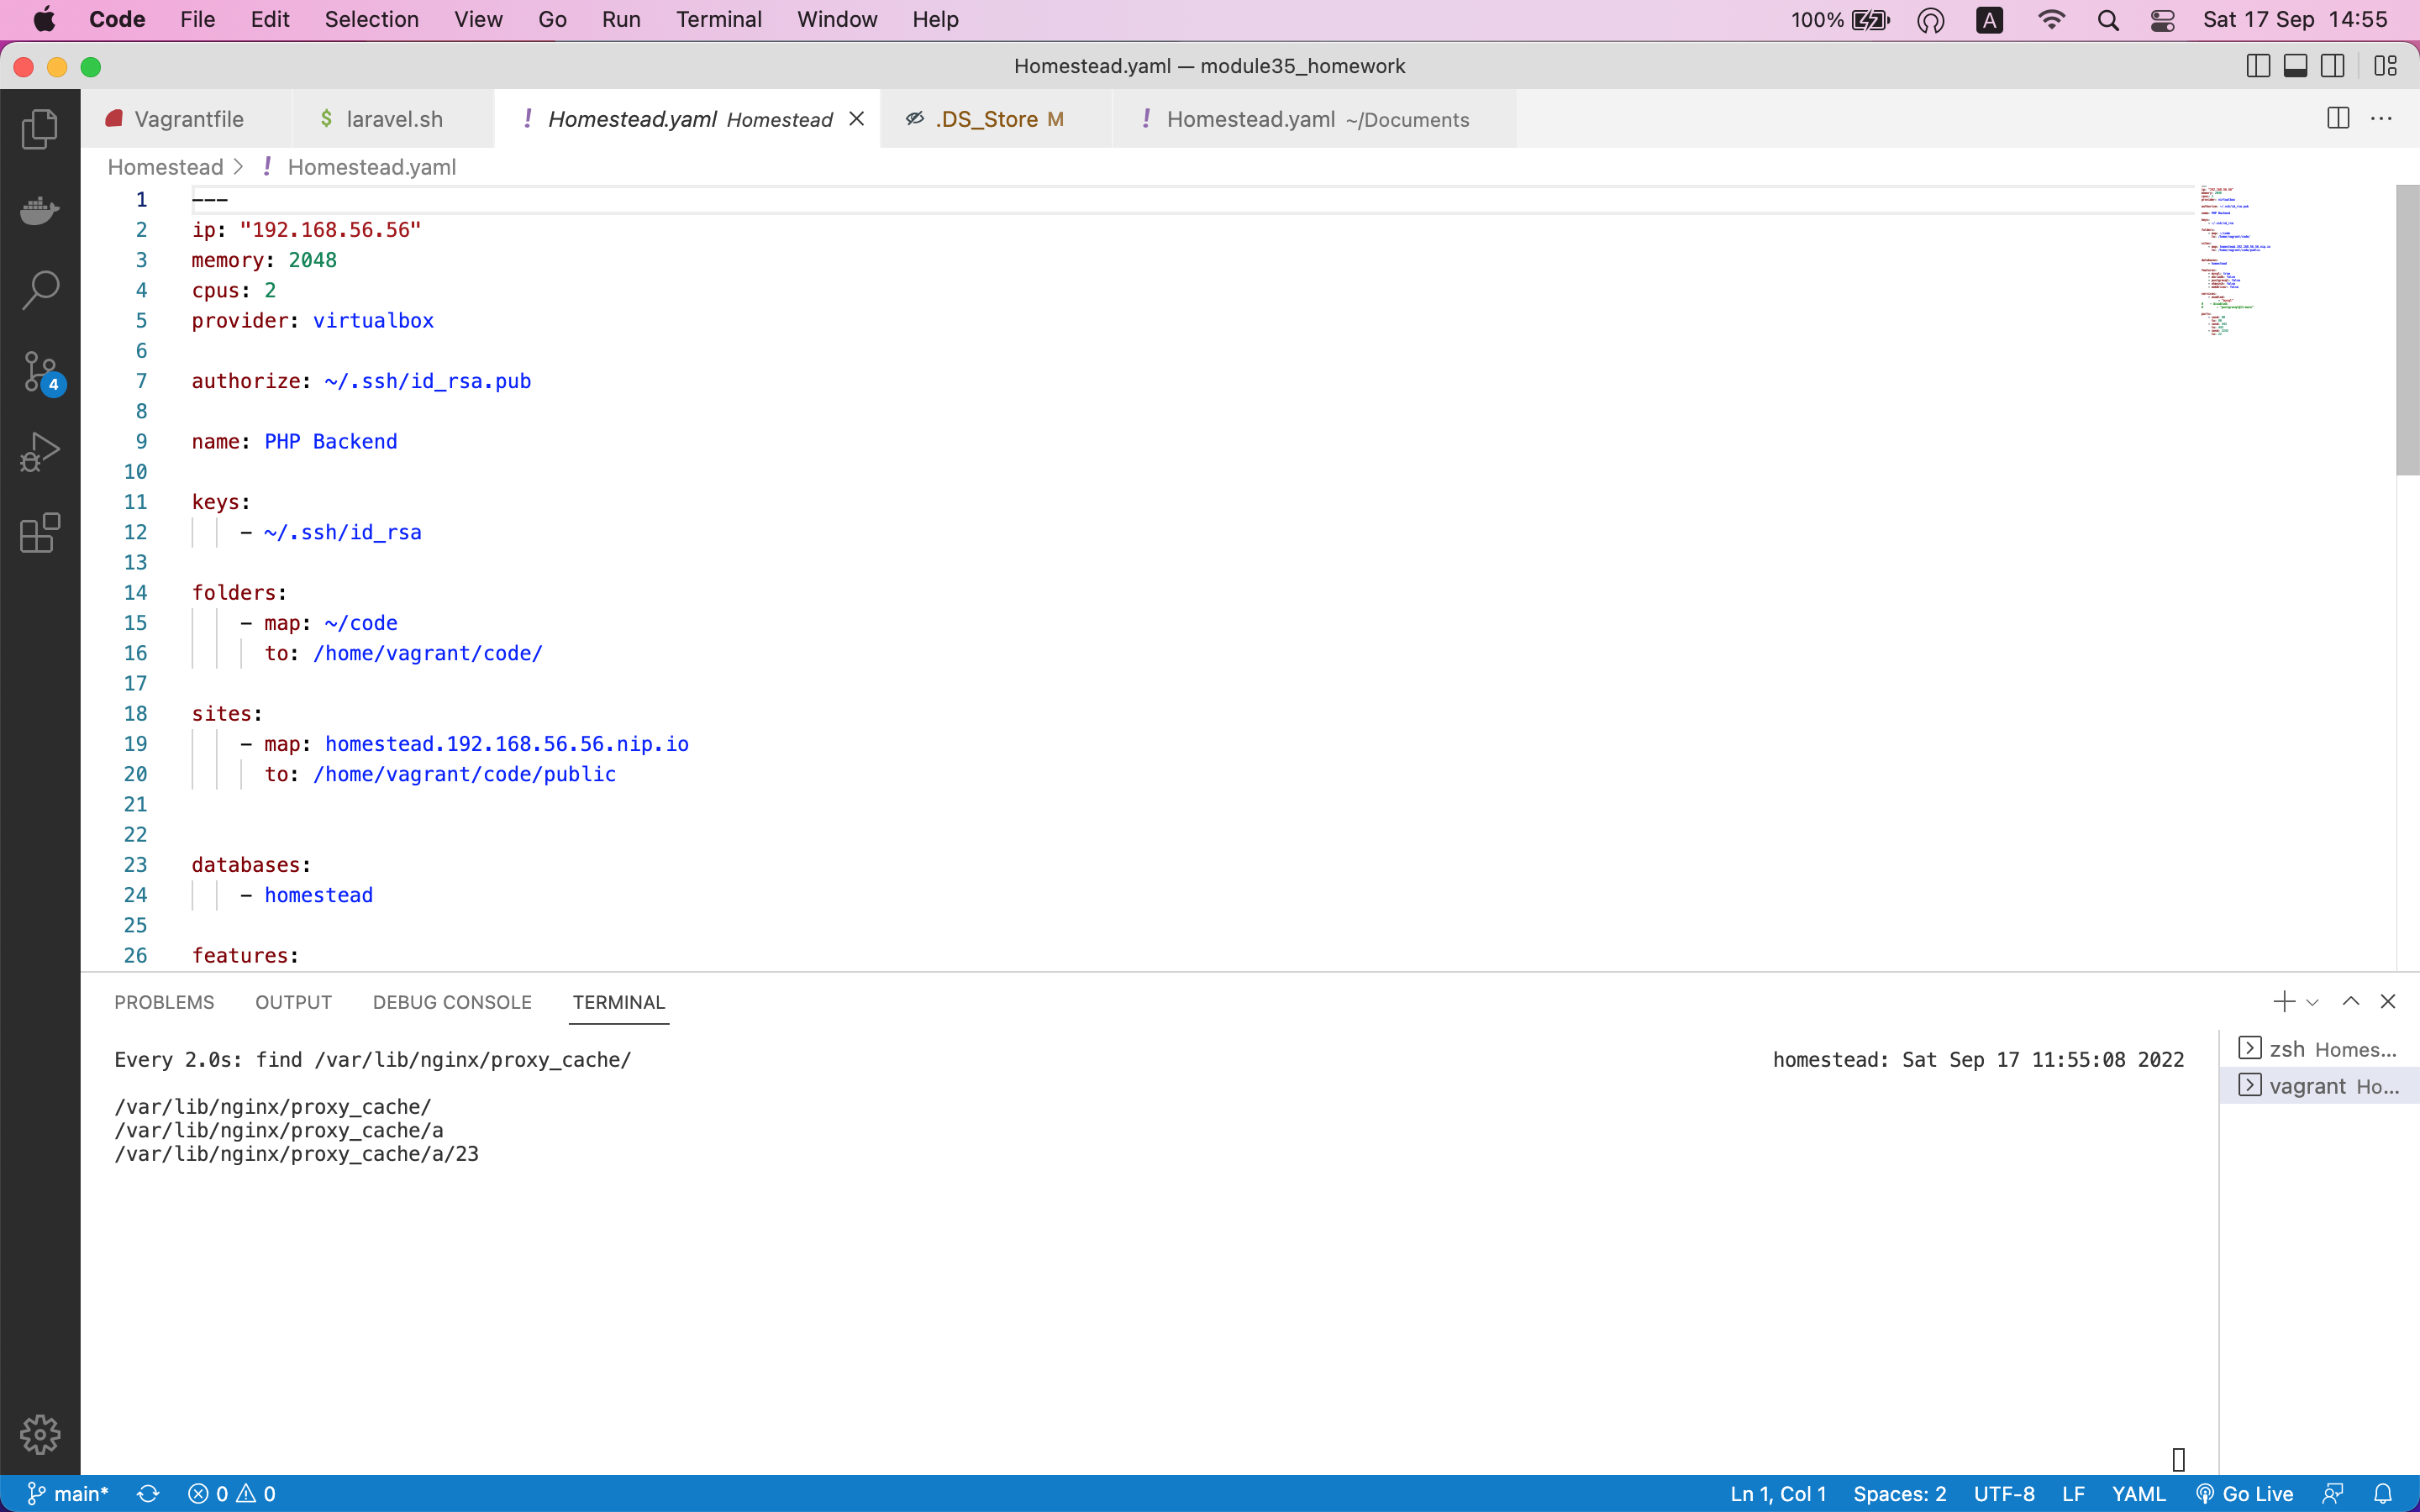 Code File Edit Selection View Go Run Terminal Window Help 100% A Sat 17 Sep 14:55
Homestead.yaml — module35_homework
Vagrantfile $ laravel.sh ! Homestead.yaml Homestead .DS_Store M ! Homestead.yaml ~/Documents
Homestead > ! Homestead.yaml
1 ---
2 ip: "192.168.56.56"
3 memory: 2048
4 cpus: 2
5 provider: virtualbox
6
7 authorize: ~/.ssh/id_rsa.pub
8
9 name: PHP Backend
10
11 keys:
12 - ~/.ssh/id_rsa
13
14 folders:
15 - map: ~/code
16 to: /home/vagrant/code/
17
18 sites:
19 - map: homestead.192.168.56.56.nip.io
20 to: /home/vagrant/code/public
21
22
23 databases:
24 - homestead
25
26 features:
4
PROBLEMS OUTPUT DEBUG CONSOLE TERMINAL
Every 2.0s: find /var/lib/nginx/proxy_cache/ homestead: Sat Sep 17 11:55:08 2022
/var/lib/nginx/proxy_cache/
/var/lib/nginx/proxy_cache/a
/var/lib/nginx/proxy_cache/a/23
zsh Homes...
vagrant Ho...
main* 0 0 Ln 1, Col 1 Spaces: 2 UTF-8 LF YAML Go Live